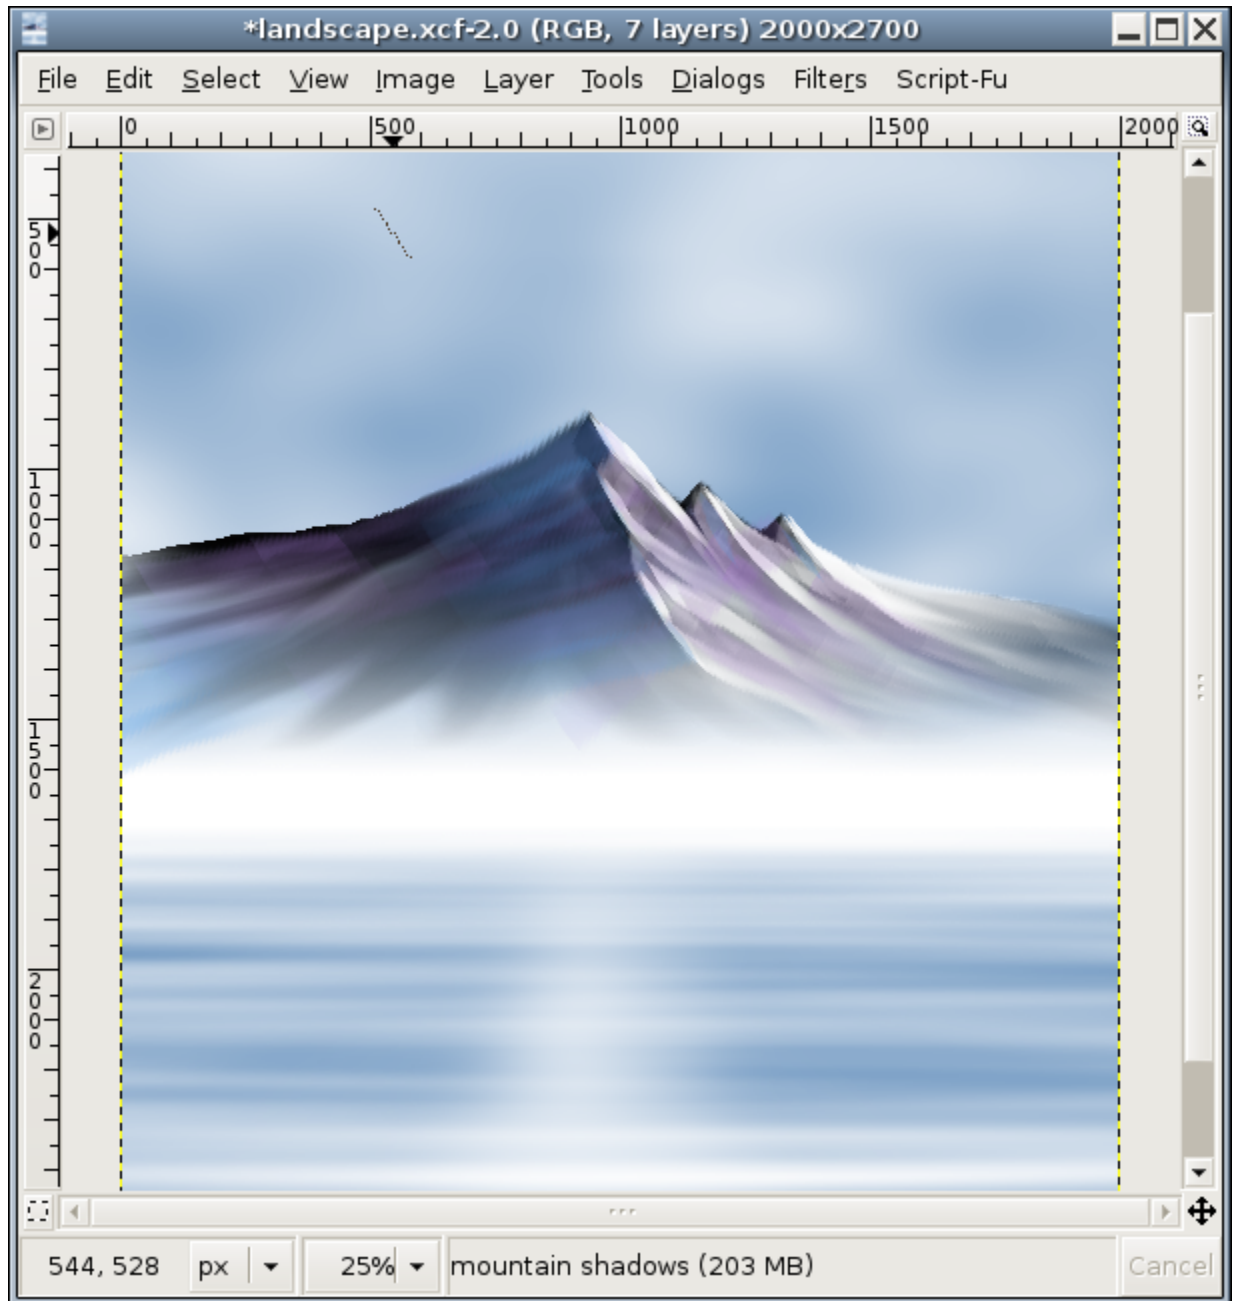 *landscape.xcf-2.0 (RGB, 7 layers) 2000x2700
File Edit Select View Image Layer Tools Dialogs Filters Script-Fu
0 500 1000 1500 2000
500
1000
1500
2000
544, 528 px 25% mountain shadows (203 MB) Cancel